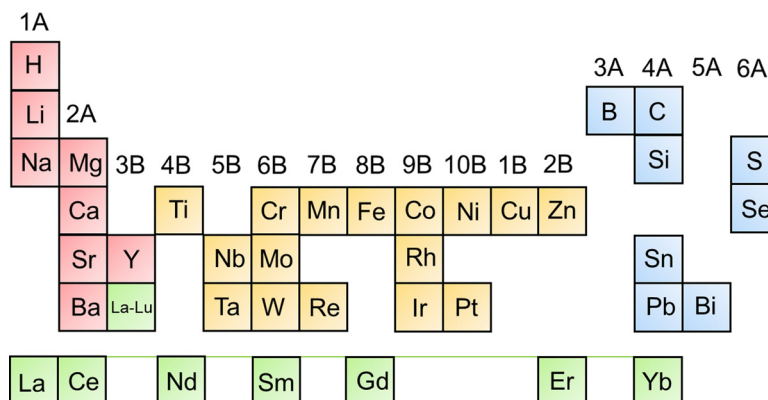 1A
H
3A 4A 5A 6A
Li 2A B C
Na Mg 3B 4B 5B 6B 7B 8B 9B 10B 1B 2B Si S
Ca Ti Cr Mn Fe Co Ni Cu Zn Se
Sr Y Nb Mo Rh Sn
Ba La-Lu Ta W Re Ir Pt Pb Bi
La Ce Nd Sm Gd Er Yb